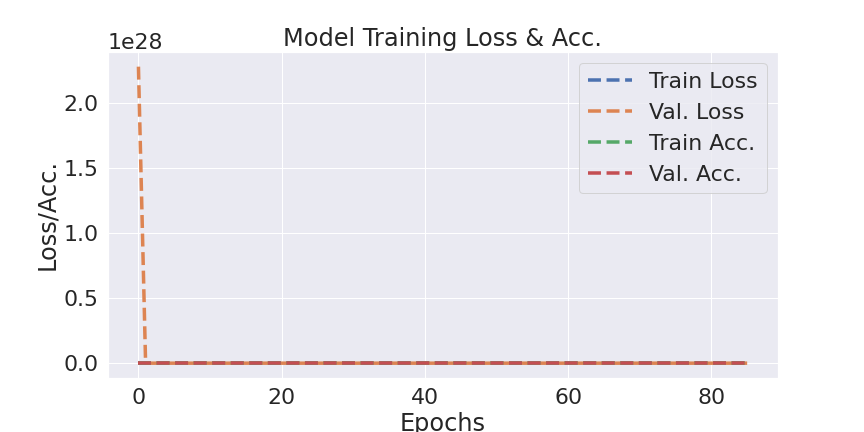 Model Training Loss & Acc.
1e28
Train Loss
Val. Loss
Train Acc.
Val. Acc.
Loss/Acc.
2.0
1.5
1.0
0.5
0.0
0 20 40 60 80
Epochs